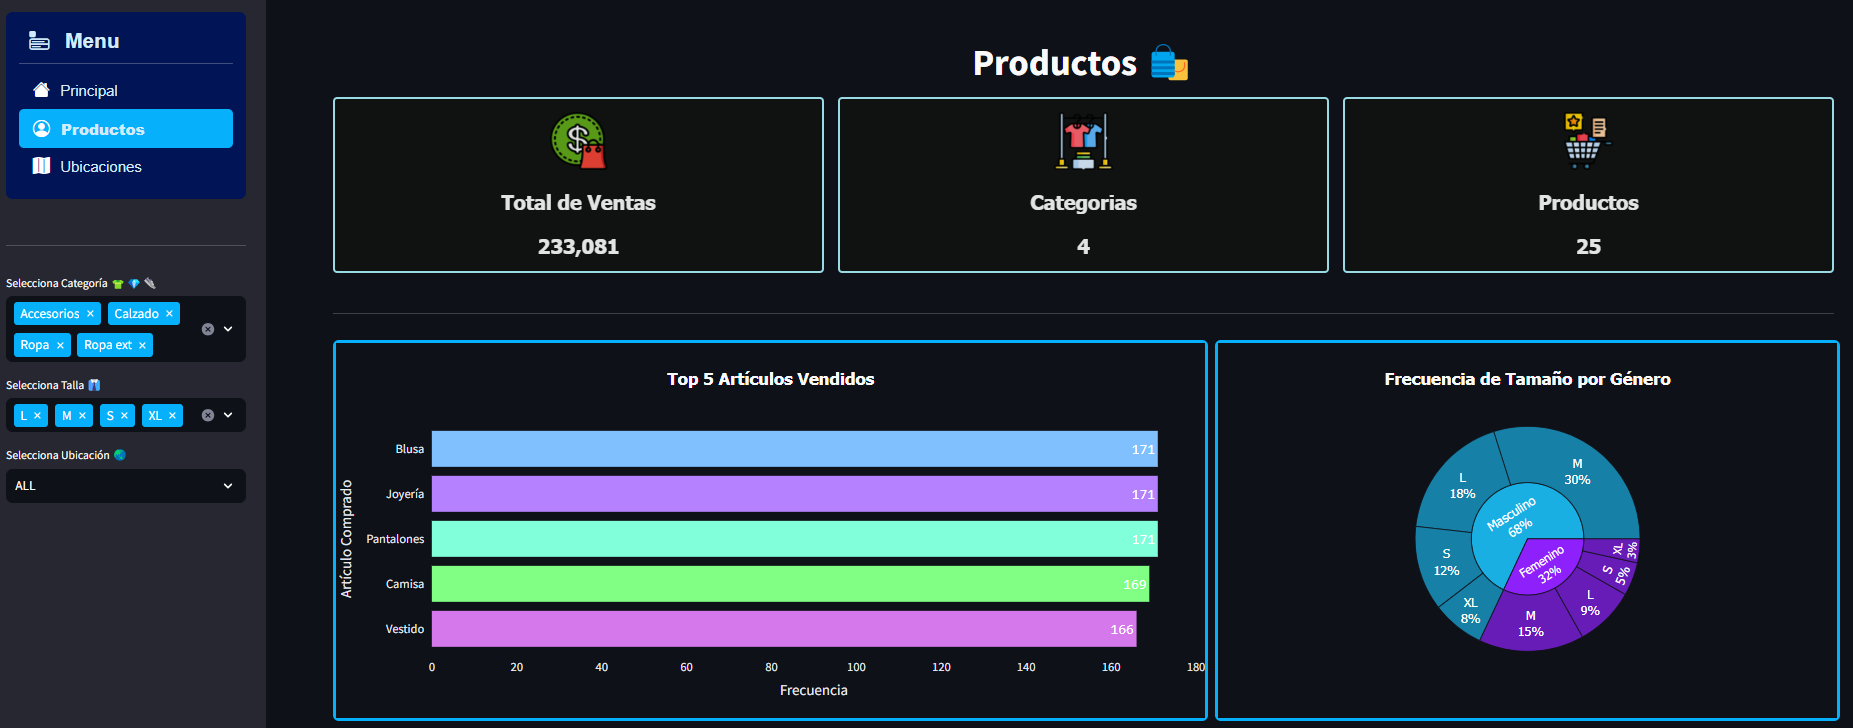 Menu
Principal
Productos
Ubicaciones
Selecciona Categoría
Accesorios × Calzado ×
Ropa × Ropa ext ×
Selecciona Talla
L × M × S × XL ×
Selecciona Ubicación
ALL
Productos
Total de Ventas
233,081
Categorias
4
Productos
25
Top 5 Artículos Vendidos
Artículo Comprado
Blusa
171
Joyería
171
Pantalones
171
Camisa
169
Vestido
166
0 20 40 60 80 100 120 140 160 180
Frecuencia
Frecuencia de Tamaño por Género
M
30%
L
18%
S
12%
XL
8%
Masculino
68%
Femenino
32%
M
15%
L
9%
S
5%
XL
3%